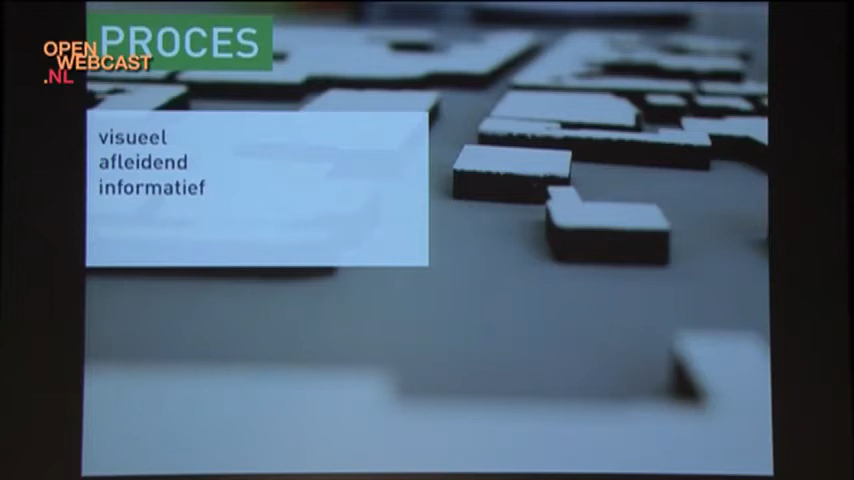 PROCES
OPEN
WEBCAST
.NL
visueel
afleidend
informatief